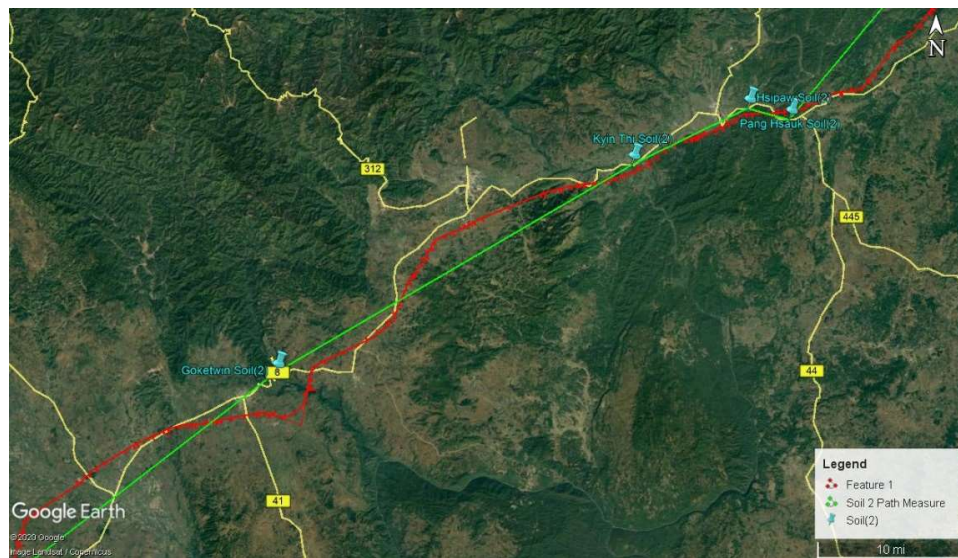 N
Hsipaw Soil(2)
Pang Hsauk Soil(2)
Kyin Thi Soil(2)
312
445
Goketwin Soil(2
8
44
41
Legend
Feature 1
Soil 2 Path Measure
Soil(2)
Google Earth
©2020 Google
Image Landsat / Copernicus
10 mi